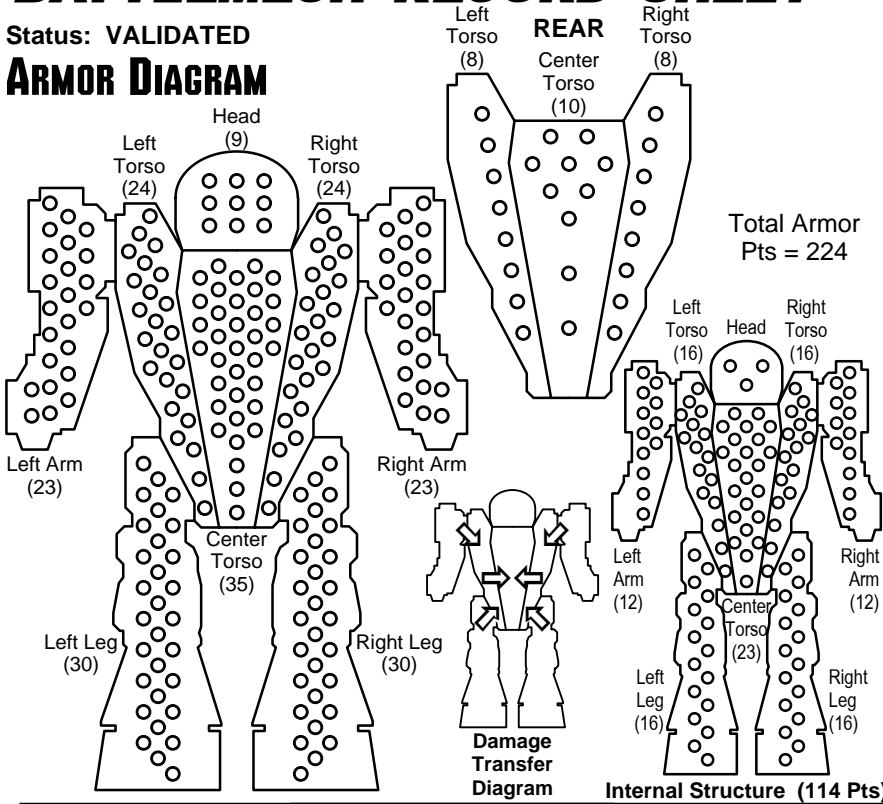 BATTLEMECH RECORD SHEET
Status: VALIDATED
ARMOR DIAGRAM
Head
(9)
Left
Torso
(24)
Right
Torso
(24)
Left Arm
(23)
Right Arm
(23)
Center
Torso
(35)
Left Leg
(30)
Right Leg
(30)
REAR
Left
Torso
(8)
Center
Torso
(10)
Right
Torso
(8)
Total Armor
Pts = 224
Left
Torso
(16)
Head
Right
Torso
(16)
Left
Arm
(12)
Right
Arm
(12)
Center
Torso
(23)
Left
Leg
(16)
Right
Leg
(16)
Damage
Transfer
Diagram
Internal Structure (114 Pts)